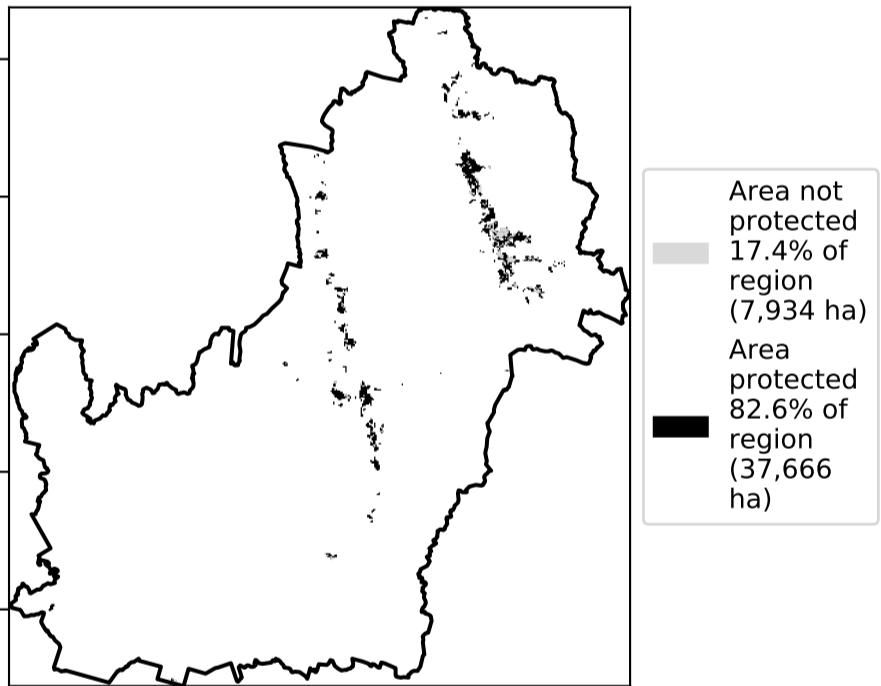 Area not
protected
17.4% of
region
(7,934 ha)
Area
protected
82.6% of
region
(37,666
ha)